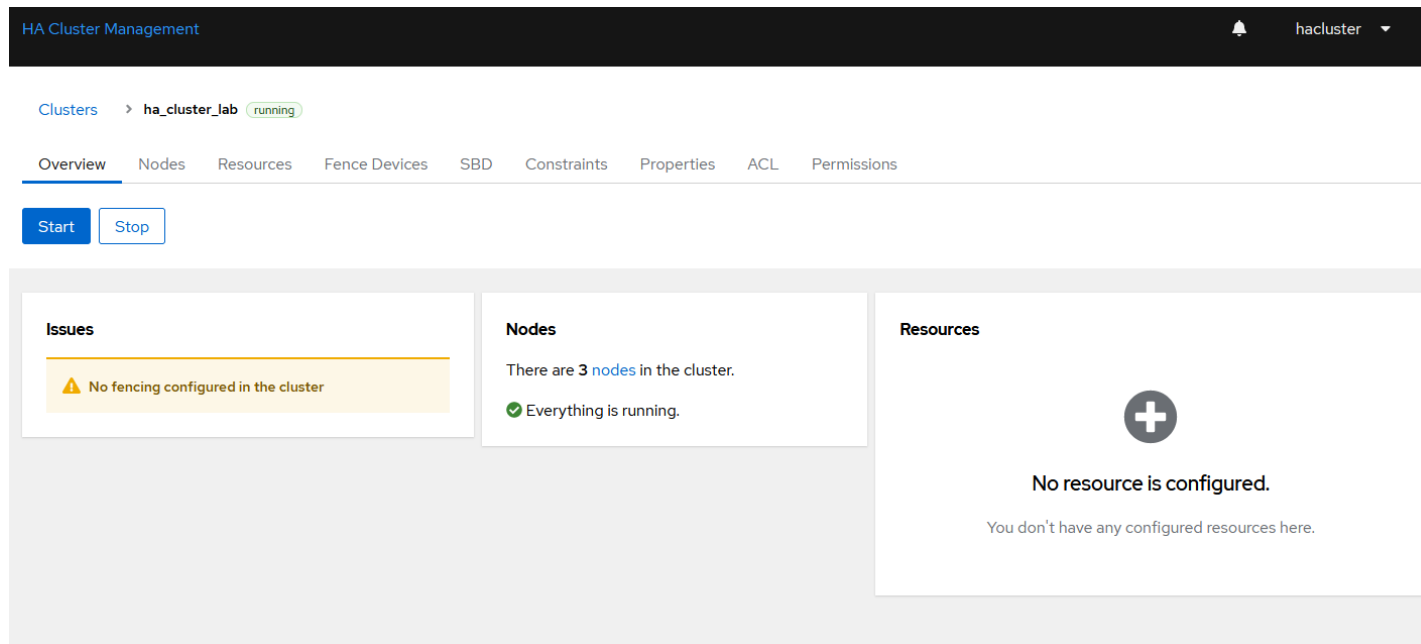 HA Cluster Management
hacluster
Clusters > ha_cluster_lab running
Overview Nodes Resources Fence Devices SBD Constraints Properties ACL Permissions
Start Stop
Issues
No fencing configured in the cluster
Nodes
There are 3 nodes in the cluster.
Everything is running.
Resources
No resource is configured.
You don't have any configured resources here.